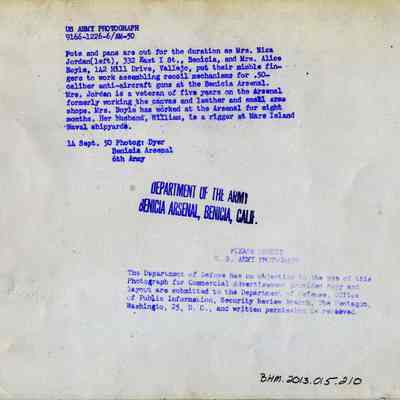 US ARMY PHOTOGRAPH
9166-1226-6/AM-50
Pots and pans are out for the duration as Mrs. Nica
Jordan(left), 332 East I St., Benicia, and Mrs. Alice
Doyle, 142 Hill Drive, Vallejo, put their nimble fin-
gers to work assembling recoil mechanisms for .50-
caliber anti-aircraft guns at the Benicia Arsenal.
Mrs. Jordan is a veteran of five years on the Arsenal
formerly working the canvas and leather and small arms
shops. Mrs. Doyle has worked at the Arsenal for eight
months. Her husband, William, is a rigger at Mare Island
Naval shipyards.
14 Sept. 50 Photog: Dyer
Benicia Arsenal
6th Army
DEPARTMENT OF THE ARMY
BENICIA ARSENAL, BENICIA, CALIF.
PLEASE CREDIT
U. S. ARMY PHOTOGRAPH
The Department of Defense has no objection to the use of this
Photograph for Commercial Advertisement provided copy and
layout are submitted to the Department of Defense, Office
of Public Information, Security Review Branch, The Pentagon,
Washington, 25, D. C., and written permission is received.
BHM.2013.015.210